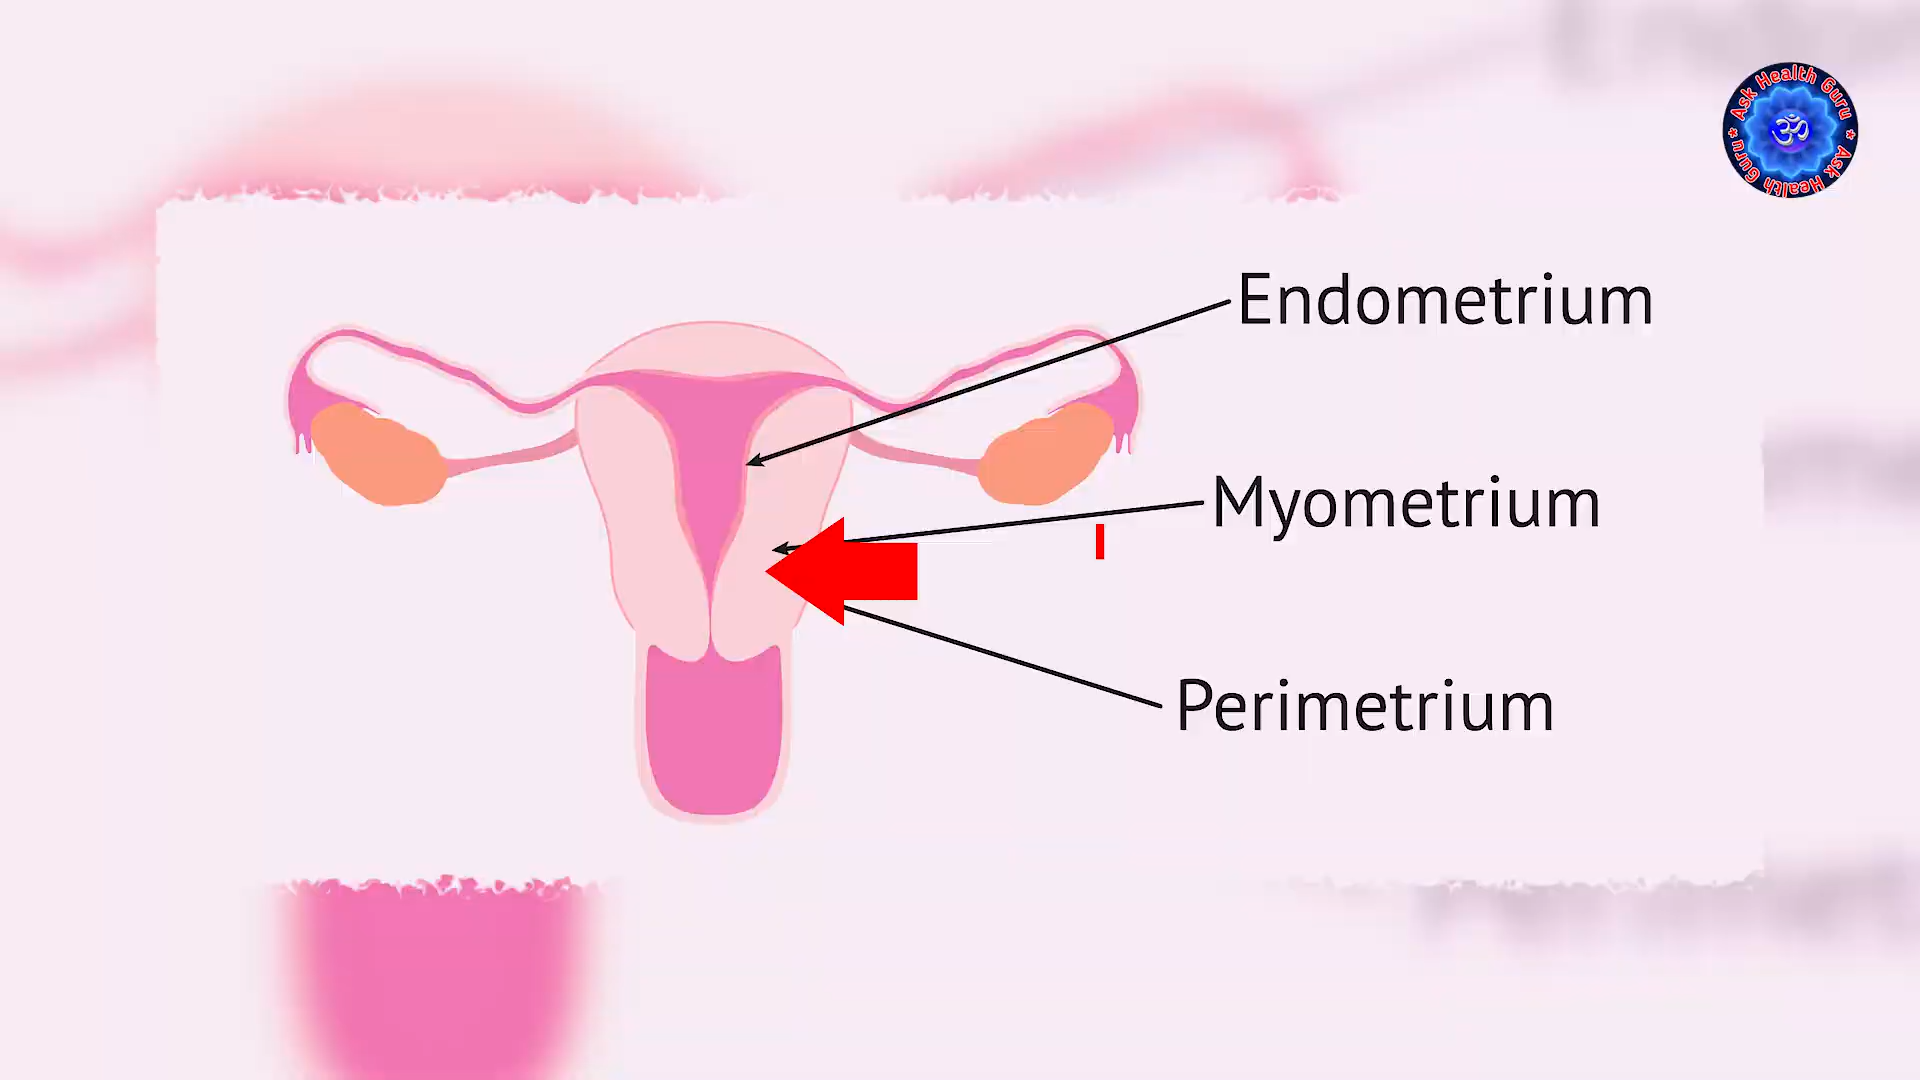 Ask Health Guru * Ask Health Guru *
ॐ
Endometrium
Myometrium
Perimetrium